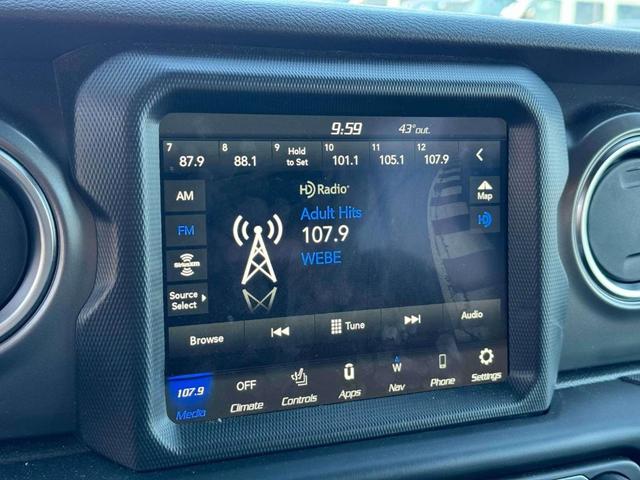 9:59 43°out.
7 8 9 10 11 12
87.9 88.1 Hold to Set 101.1 105.1 107.9
AM
FM
SiriusXM
Source Select
HD Radio
Adult Hits
107.9
WEBE
Map
HD
Browse Tune Audio
107.9 OFF W
Media Climate Controls Apps Nav Phone Settings